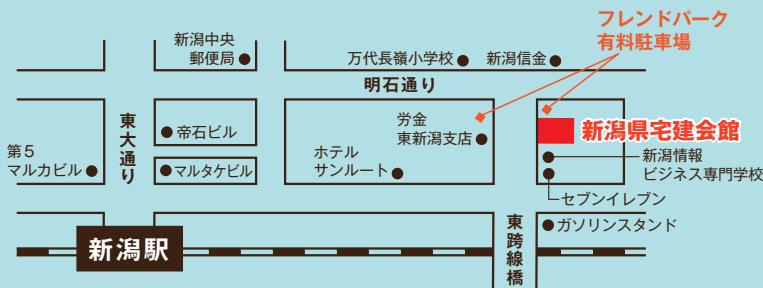 フレンドパーク
有料駐車場
新潟中央
郵便局
万代長嶺小学校
新潟信金
明石通り
東大通り
帝石ビル
労金
東新潟支店
新潟県宅建会館
第5
マルカビル
マルタケビル
ホテル
サンルート
新潟情報
ビジネス専門学校
セブンイレブン
ガソリンスタンド
東跨線橋
新潟駅